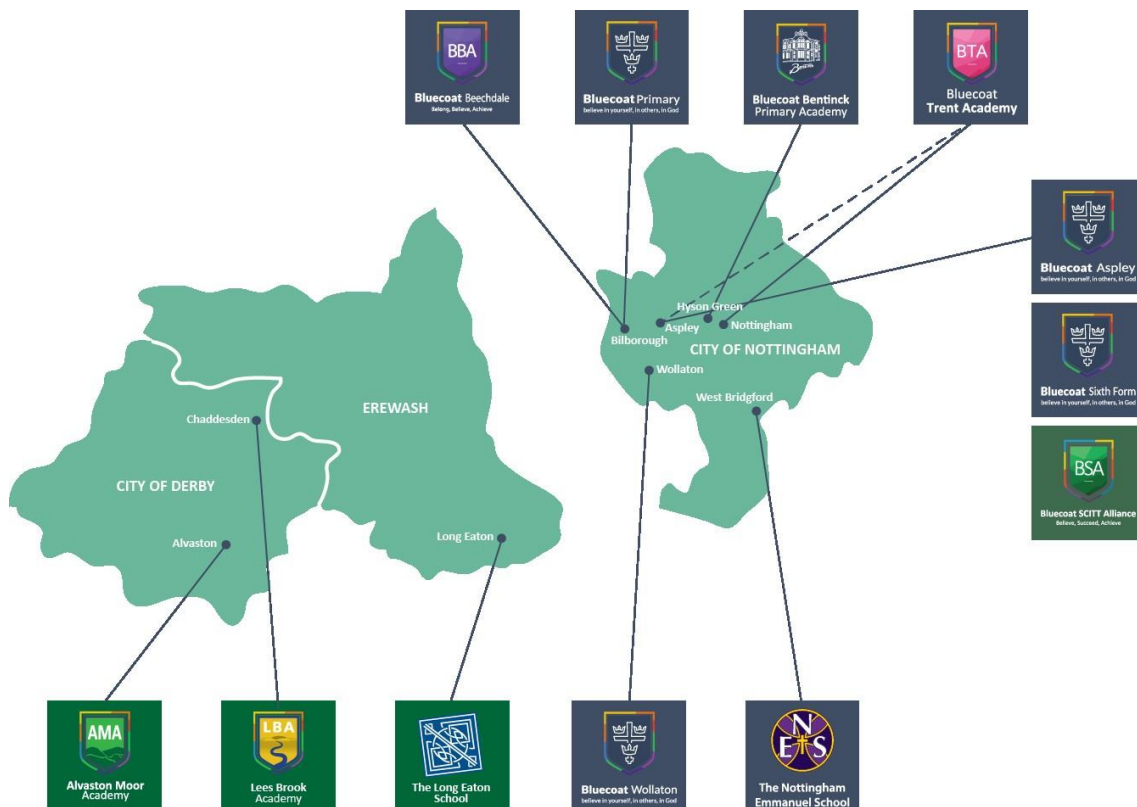 BBA
Bluecoat Beechdale
Belong, Believe, Achieve
Bluecoat Primary
believe in yourself, in others, in God
Bluecoat Bentinck
Primary Academy
BTA
Bluecoat
Trent Academy
Bluecoat Aspley
believe in yourself, in others, in God
Bluecoat Sixth Form
believe in yourself, in others, in God
BSA
Bluecoat SCITT Alliance
Believe, Succeed, Achieve
Hyson Green
Aspley
Nottingham
Bilborough
CITY OF NOTTINGHAM
Wollaton
West Bridgford
EREWASH
Chaddesden
CITY OF DERBY
Alvaston
Long Eaton
AMA
Alvaston Moor
Academy
LBA
Lees Brook
Academy
The Long Eaton
School
Bluecoat Wollaton
believe in yourself, in others, in God
N
E S
The Nottingham
Emmanuel School